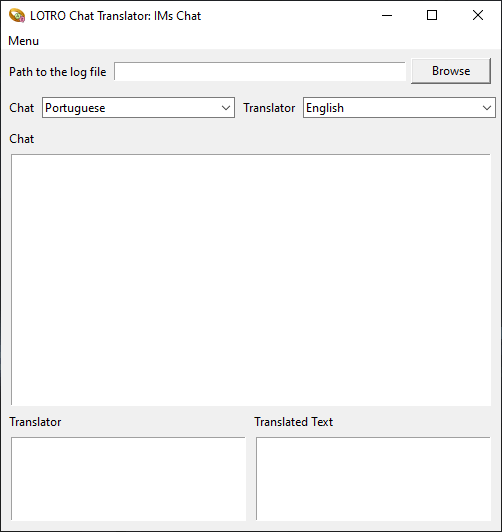 LOTRO Chat Translator: IMs Chat
Menu
Path to the log file Browse
Chat Portuguese Translator English
Chat
Translator Translated Text